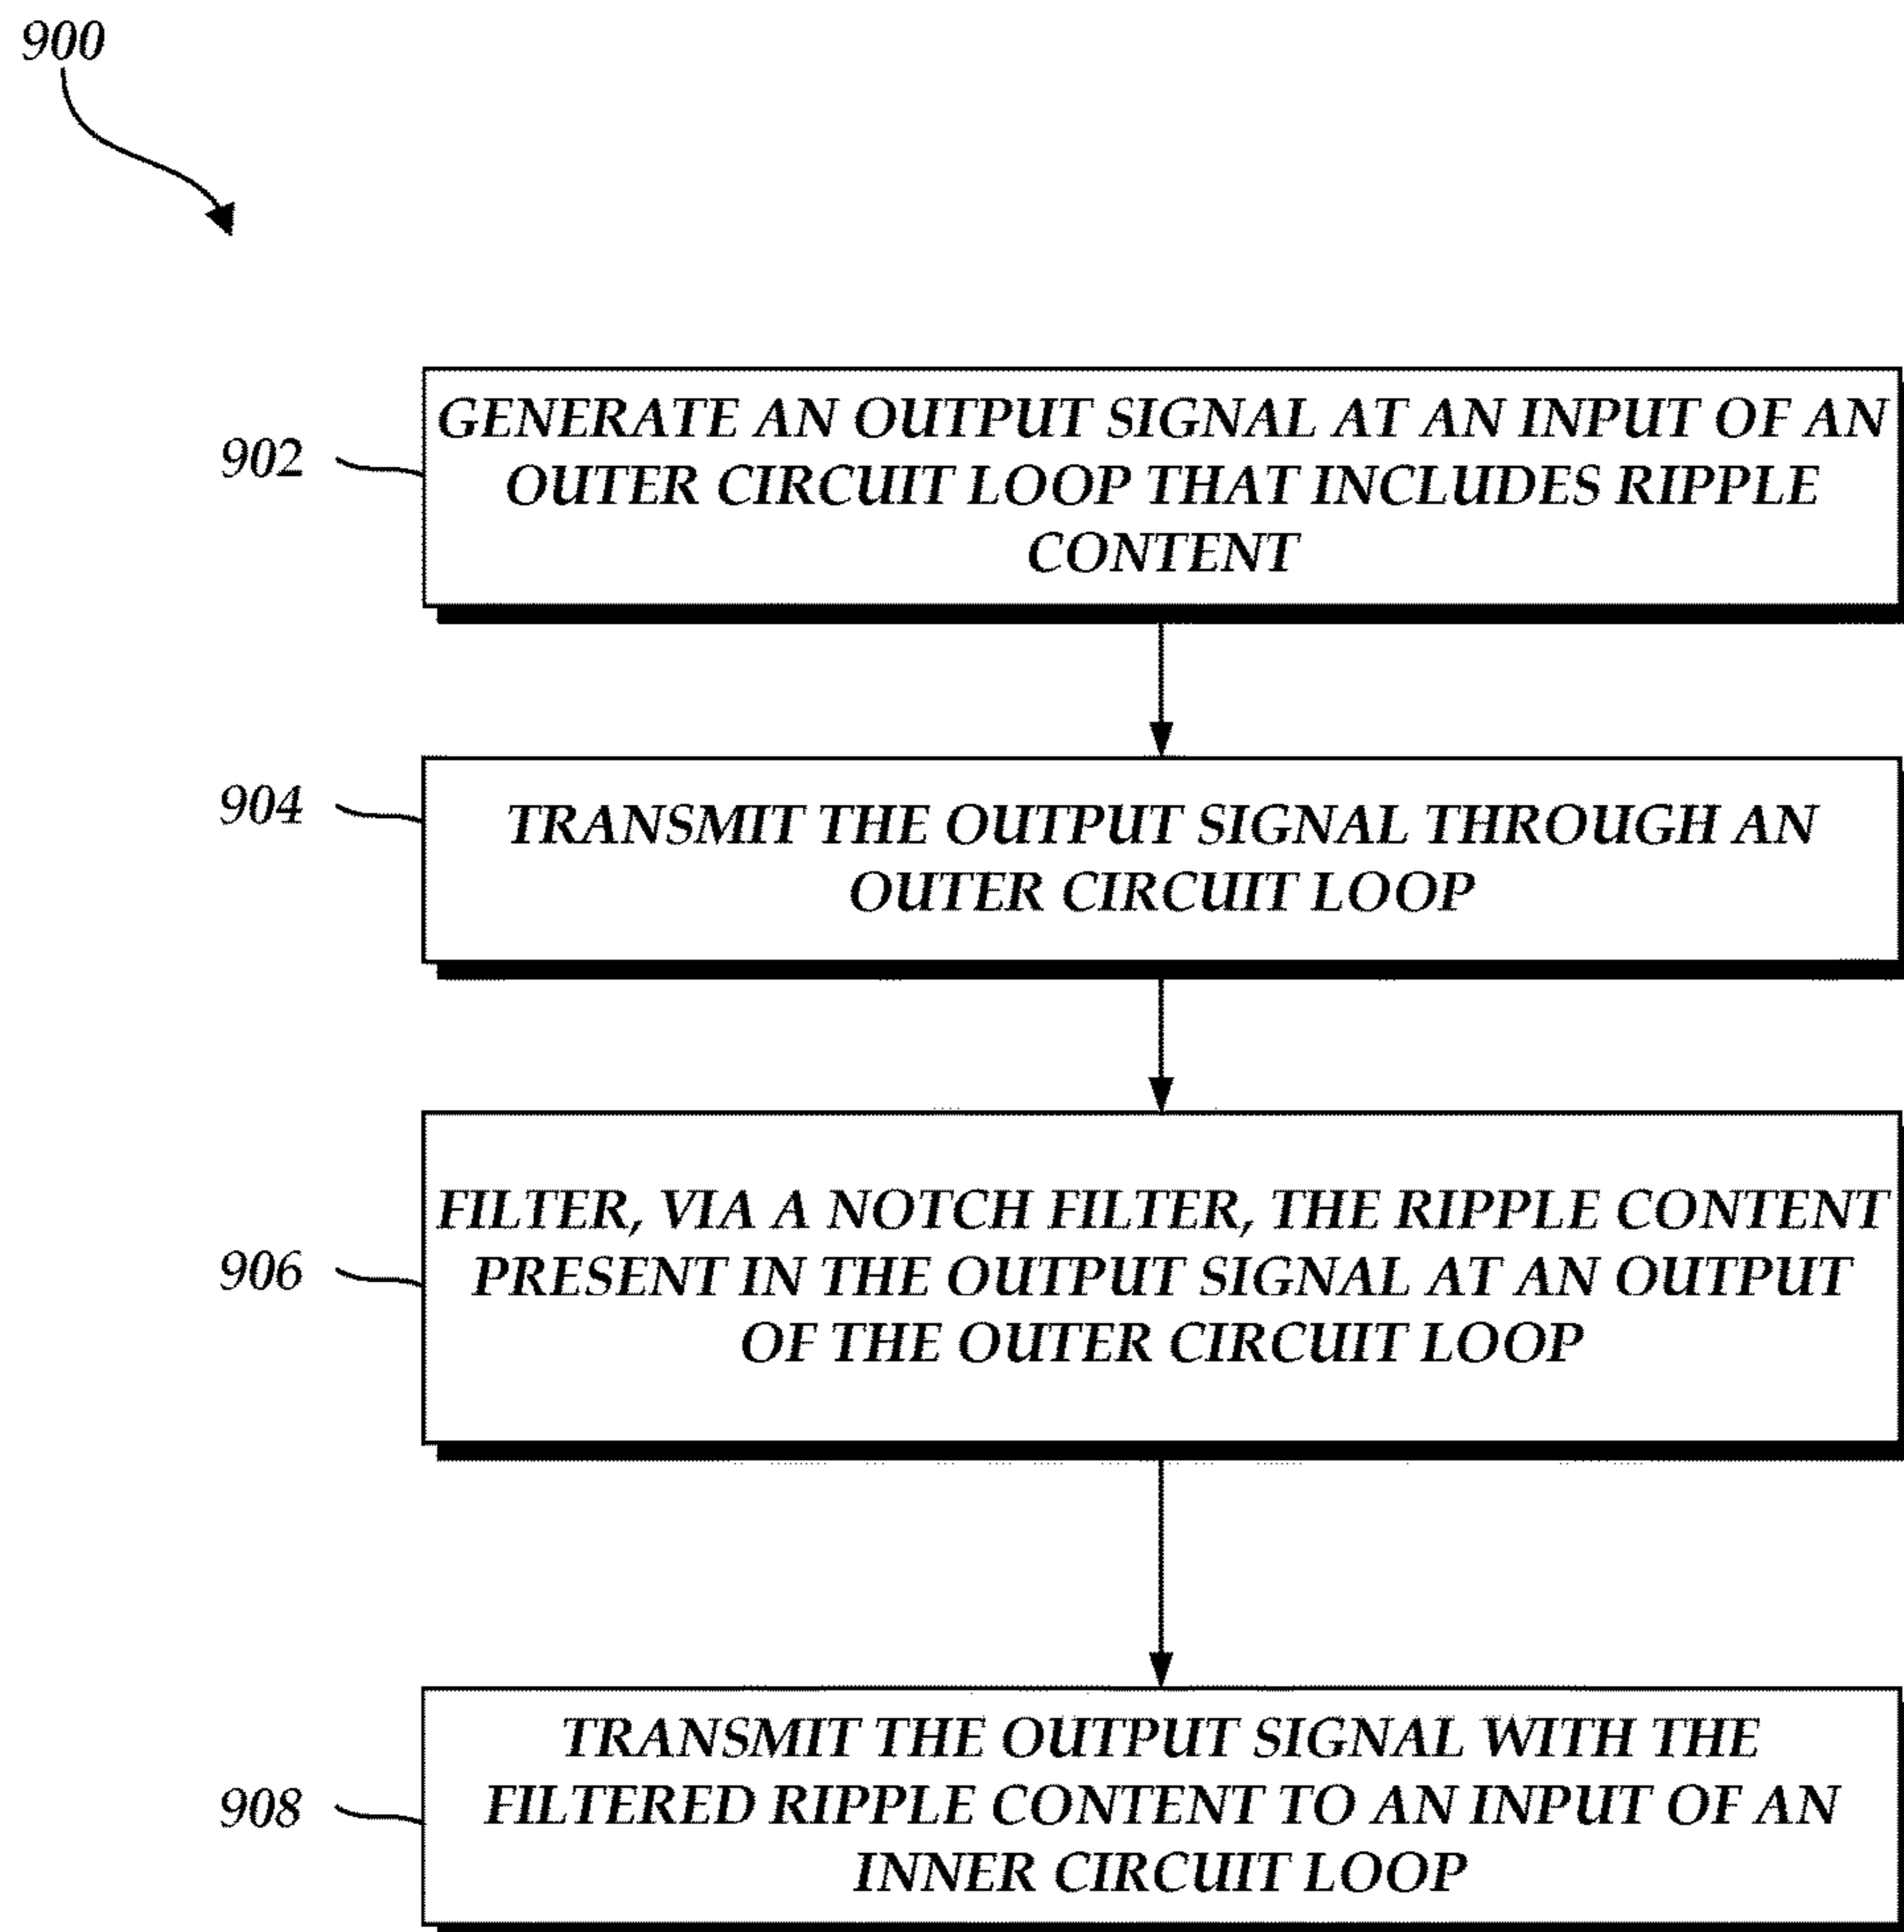 900
902
GENERATE AN OUTPUT SIGNAL AT AN INPUT OF AN
OUTER CIRCUIT LOOP THAT INCLUDES RIPPLE
CONTENT
904
TRANSMIT THE OUTPUT SIGNAL THROUGH AN
OUTER CIRCUIT LOOP
906
FILTER, VIA A NOTCH FILTER, THE RIPPLE CONTENT
PRESENT IN THE OUTPUT SIGNAL AT AN OUTPUT
OF THE OUTER CIRCUIT LOOP
908
TRANSMIT THE OUTPUT SIGNAL WITH THE
FILTERED RIPPLE CONTENT TO AN INPUT OF AN
INNER CIRCUIT LOOP